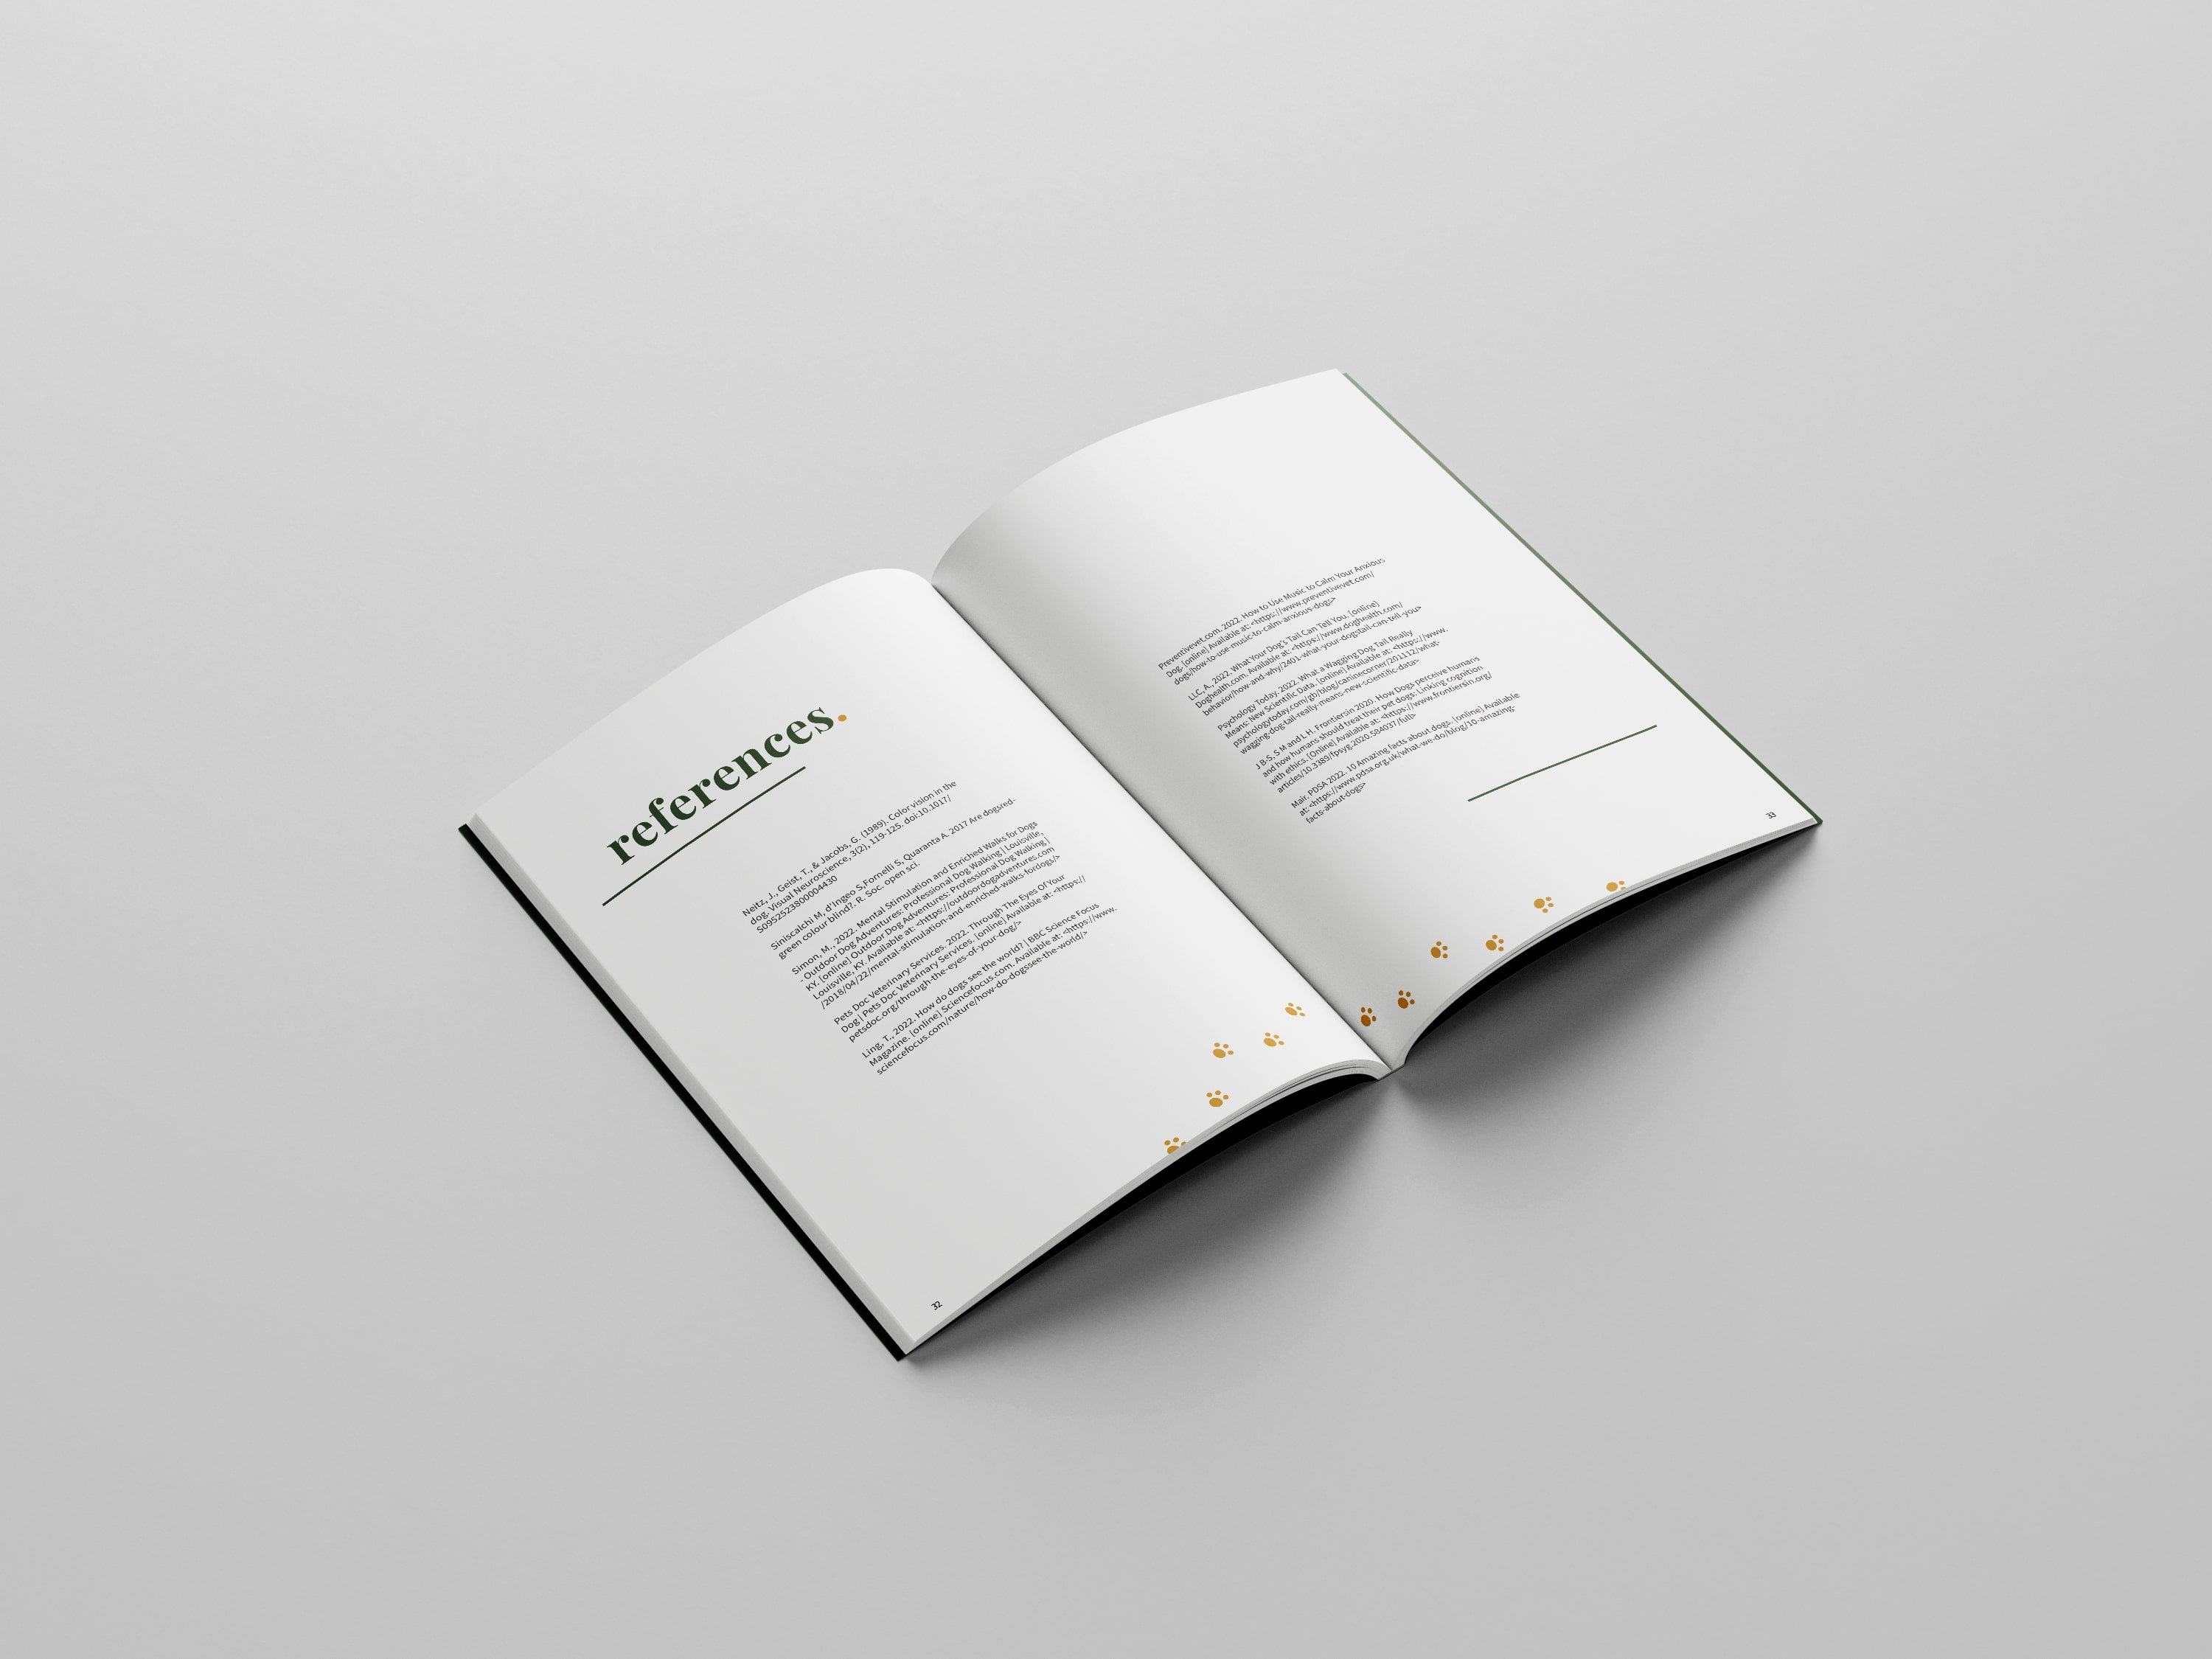 references.
Neitz, J., Geist, T., & Jacobs, G. (1989). Color vision in the
dog. Visual Neuroscience, 3(2), 119-125. doi:10.1017/
S0952523800004430
Siniscalchi M, d'Ingeo S,Fornelli S, Quaranta A. 2017 Are dogsred-
green colour blind?. R. Soc. open sci.
Simon, M., 2022. Mental Stimulation and Enriched Walks for Dogs
- Outdoor Dog Adventures: Professional Dog Walking | Louisville,
KY. [online] Outdoor Dog Adventures: Professional Dog Walking |
Louisville, KY. Available at: <https://outdoordogadventures.com
/2018/04/22/mental-stimulation-and-enriched-walks-fordogs/>
Pets Doc Veterinary Services. 2022. Through The Eyes Of Your
Dog | Pets Doc Veterinary Services. [online] Available at: <https://
petsdoc.org/through-the-eyes-of-your-dog/>
Ling, T., 2022. How do dogs see the world? | BBC Science Focus
Magazine. [online] Sciencefocus.com. Available at: <https://www.
sciencefocus.com/nature/how-do-dogssee-the-world/>
32
Preventivevet.com. 2022. How to Use Music to Calm Your Anxious
Dog. [online] Available at: <https://www.preventivevet.com/
dogs/how-to-use-music-to-calm-anxious-dogs>
LLC, A., 2022. What Your Dog's Tail Can Tell You. [online]
Doghealth.com. Available at: <https://www.doghealth.com/
behavior/how-and-why/2401-what-your-dogstail-can-tell-you>
Psychology Today. 2022. What a Wagging Dog Tail Really
Means: New Scientific Data. [online] Available at: <https://www.
psychologytoday.com/gb/blog/caninecorner/201112/what-
wagging-dog-tail-really-means-new-scientific-data>
J B-S, S M and L H. Frontiersin 2020. How Dogs perceive humans
and how humans should treat their pet dogs: Linking cognition
with ethics. [Online] Available at: <https://www.frontiersin.org/
articles/10.3389/fpsyg.2020.584037/full>
Mair. PDSA 2022. 10 Amazing facts about dogs. [online] Available
at: <https://www.pdsa.org.uk/what-we-do/blog/10-amazing-
facts-about-dogs>
33